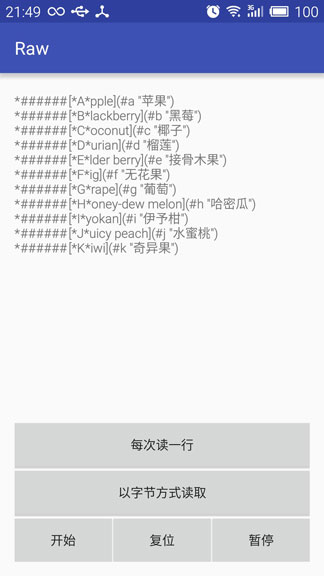 21:49 3G 100
Raw
*######[*A*pple](#a "苹果")
*######[*B*lackberry](#b "黑莓")
*######[*C*oconut](#c "椰子")
*######[*D*urian](#d "榴莲")
*######[*E*lder berry](#e "接骨木果")
*######[*F*ig](#f "无花果")
*######[*G*rape](#g "葡萄")
*######[*H*oney-dew melon](#h "哈密瓜")
*######[*I*yokan](#i "伊予柑")
*######[*J*uicy peach](#j "水蜜桃")
*######[*K*iwi](#k "奇异果")
每次读一行
以字节方式读取
开始 复位 暂停